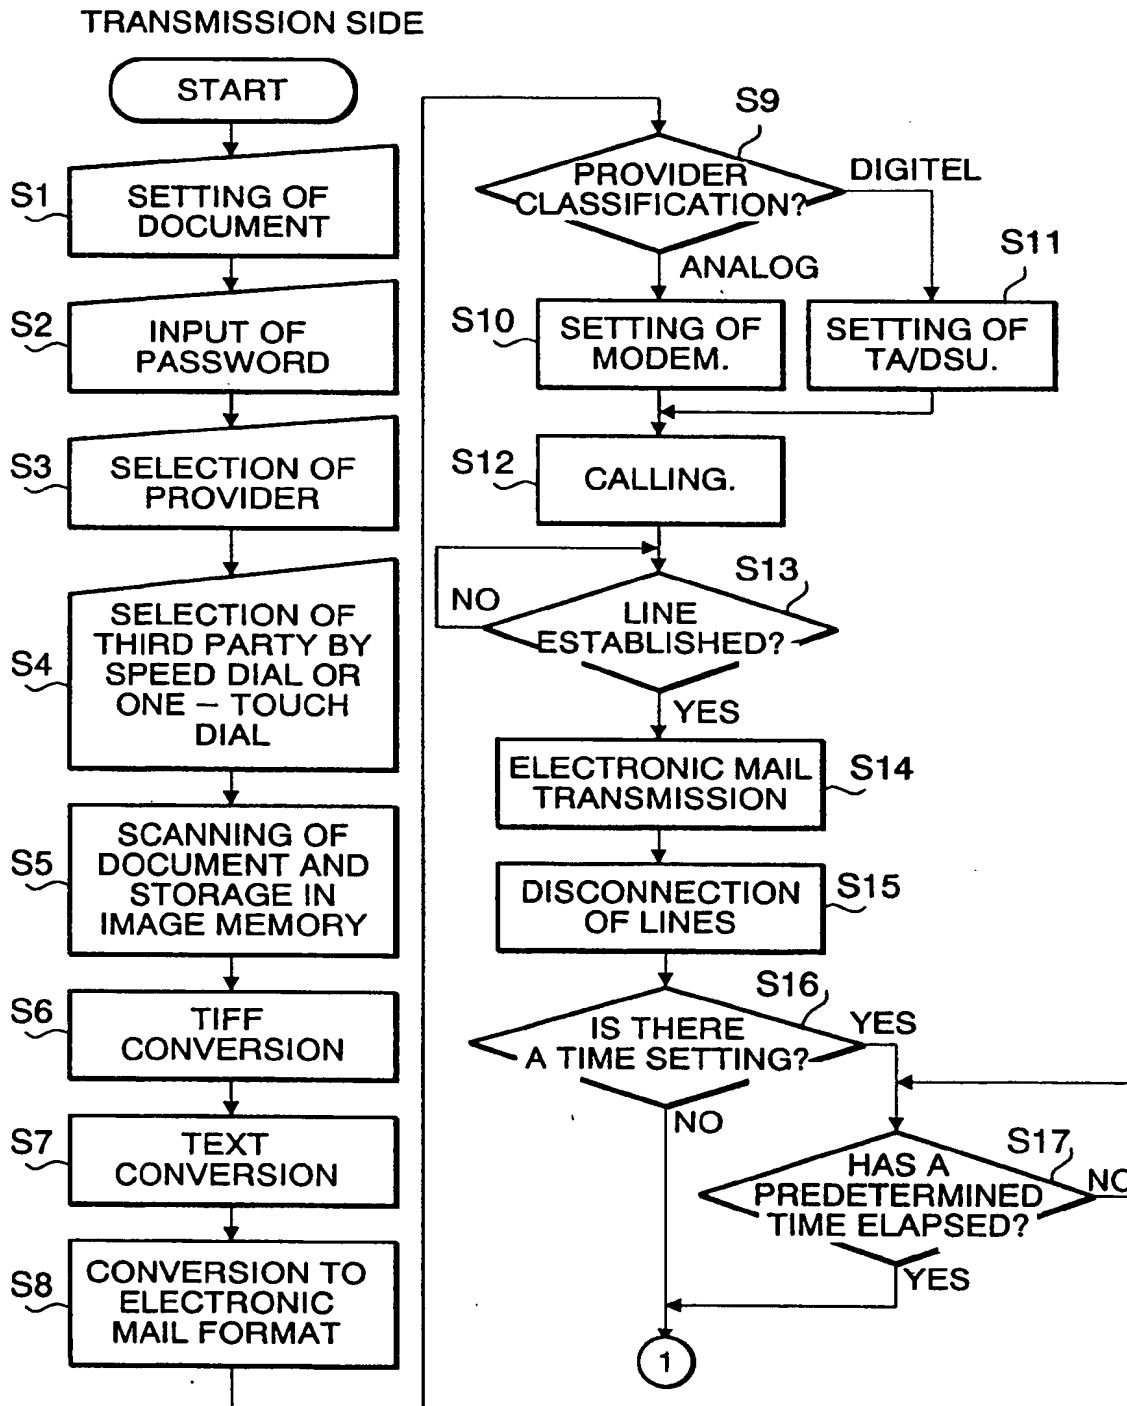 TRANSMISSION SIDE
START
S1
SETTING OF
DOCUMENT
S2
INPUT OF
PASSWORD
S3
SELECTION OF
PROVIDER
S4
SELECTION OF
THIRD PARTY BY
SPEED DIAL OR
ONE – TOUCH
DIAL
S5
SCANNING OF
DOCUMENT AND
STORAGE IN
IMAGE MEMORY
S6
TIFF
CONVERSION
S7
TEXT
CONVERSION
S8
CONVERSION TO
ELECTRONIC
MAIL FORMAT
S9
PROVIDER
CLASSIFICATION?
DIGITEL
ANALOG
S10
SETTING OF
MODEM.
S11
SETTING OF
TA/DSU.
S12
CALLING.
S13
NO
LINE
ESTABLISHED?
YES
ELECTRONIC MAIL
TRANSMISSION
S14
DISCONNECTION
OF LINES
S15
S16
IS THERE
A TIME SETTING?
YES
NO
S17
HAS A
PREDETERMINED
TIME ELAPSED?
NO
YES
1